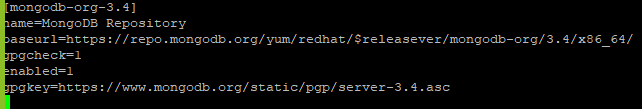 [mongodb-org-3.4]
name=MongoDB Repository
baseurl=https://repo.mongodb.org/yum/redhat/$releasever/mongodb-org/3.4/x86_64/
gpgcheck=1
enabled=1
gpgkey=https://www.mongodb.org/static/pgp/server-3.4.asc